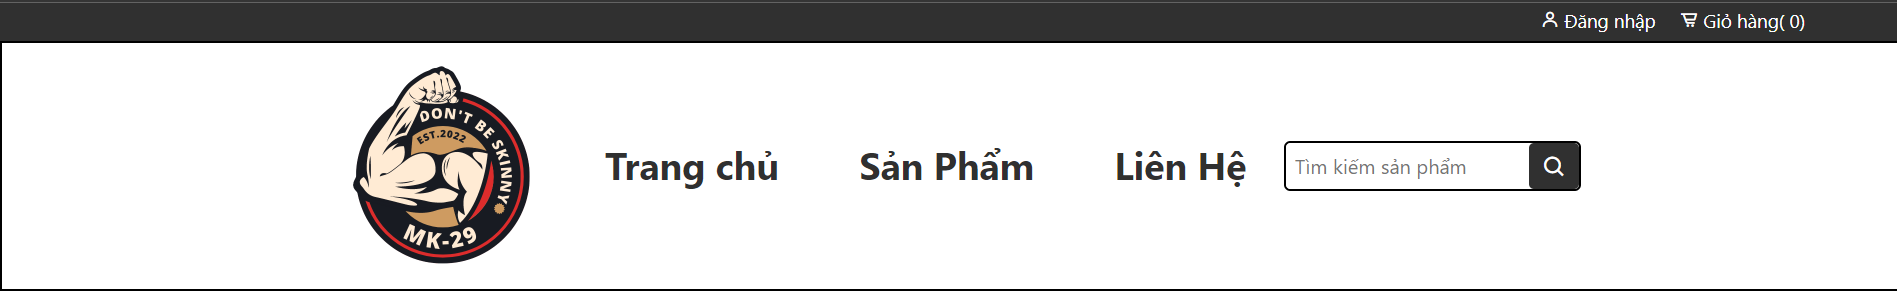 Đăng nhập Giỏ hàng( 0)
DON'T BE SKINNY
EST.2022
MK-29
Trang chủ Sản Phẩm Liên Hệ Tìm kiếm sản phẩm